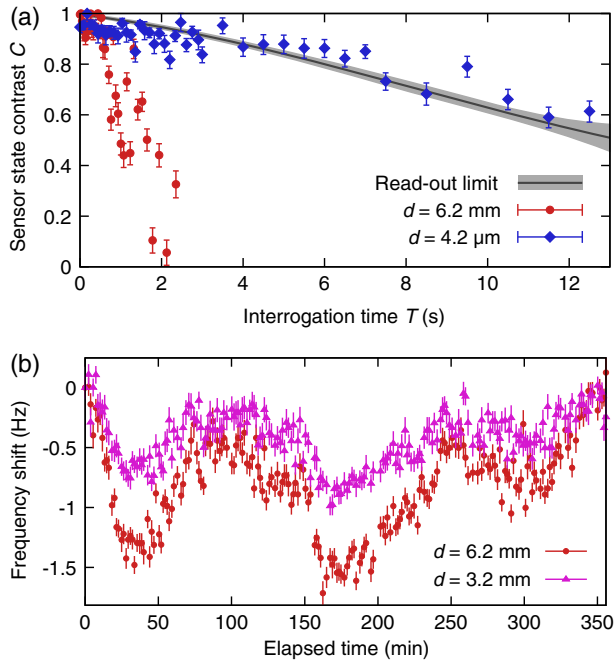 (a)
1
0.8
0.6
0.4
0.2
0
Sensor state contrast C
Read-out limit
d = 6.2 mm
d = 4.2 μm
0 2 4 6 8 10 12
Interrogation time T (s)
(b)
0
-0.5
-1
-1.5
Frequency shift (Hz)
d = 6.2 mm
d = 3.2 mm
0 50 100 150 200 250 300 350
Elapsed time (min)